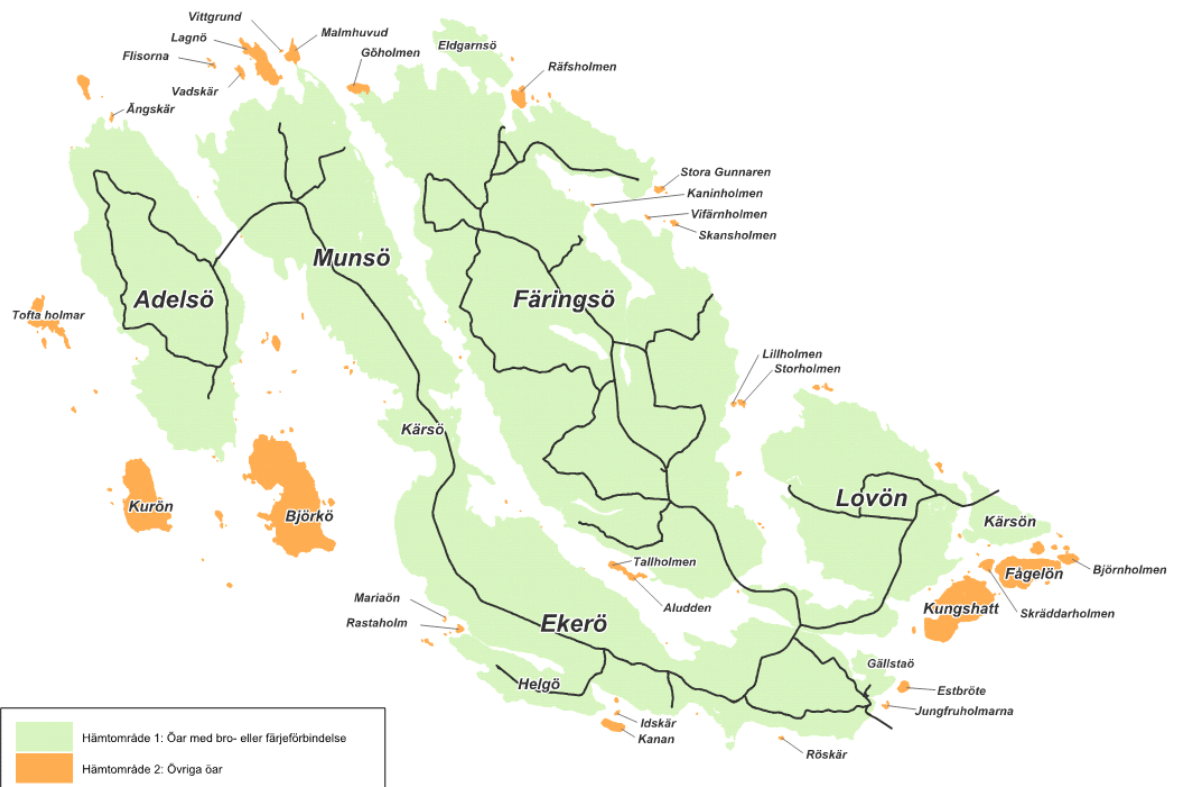 Vittgrund
Lagnö
Malmhuvud
Flisorna
Göholmen
Eldgarnsö
Räfsholmen
Vadskär
Ängskär
Stora Gunnaren
Kaninholmen
Vifärnholmen
Skansholmen
Munsö
Adelsö
Färingsö
Tofta holmar
Lillholmen
Storholmen
Kärsö
Lovön
Kurön
Björkö
Kärsön
Tallholmen
Fågelön
Björnholmen
Mariaön
Aludden
Kungshatt
Skräddarholmen
Rastaholm
Ekerö
Gällstaö
Helgö
Estbröte
Jungfruholmarna
Idskär
Kanan
Röskär
Hämtområde 1: Öar med bro- eller färjeförbindelse
Hämtområde 2: Övriga öar